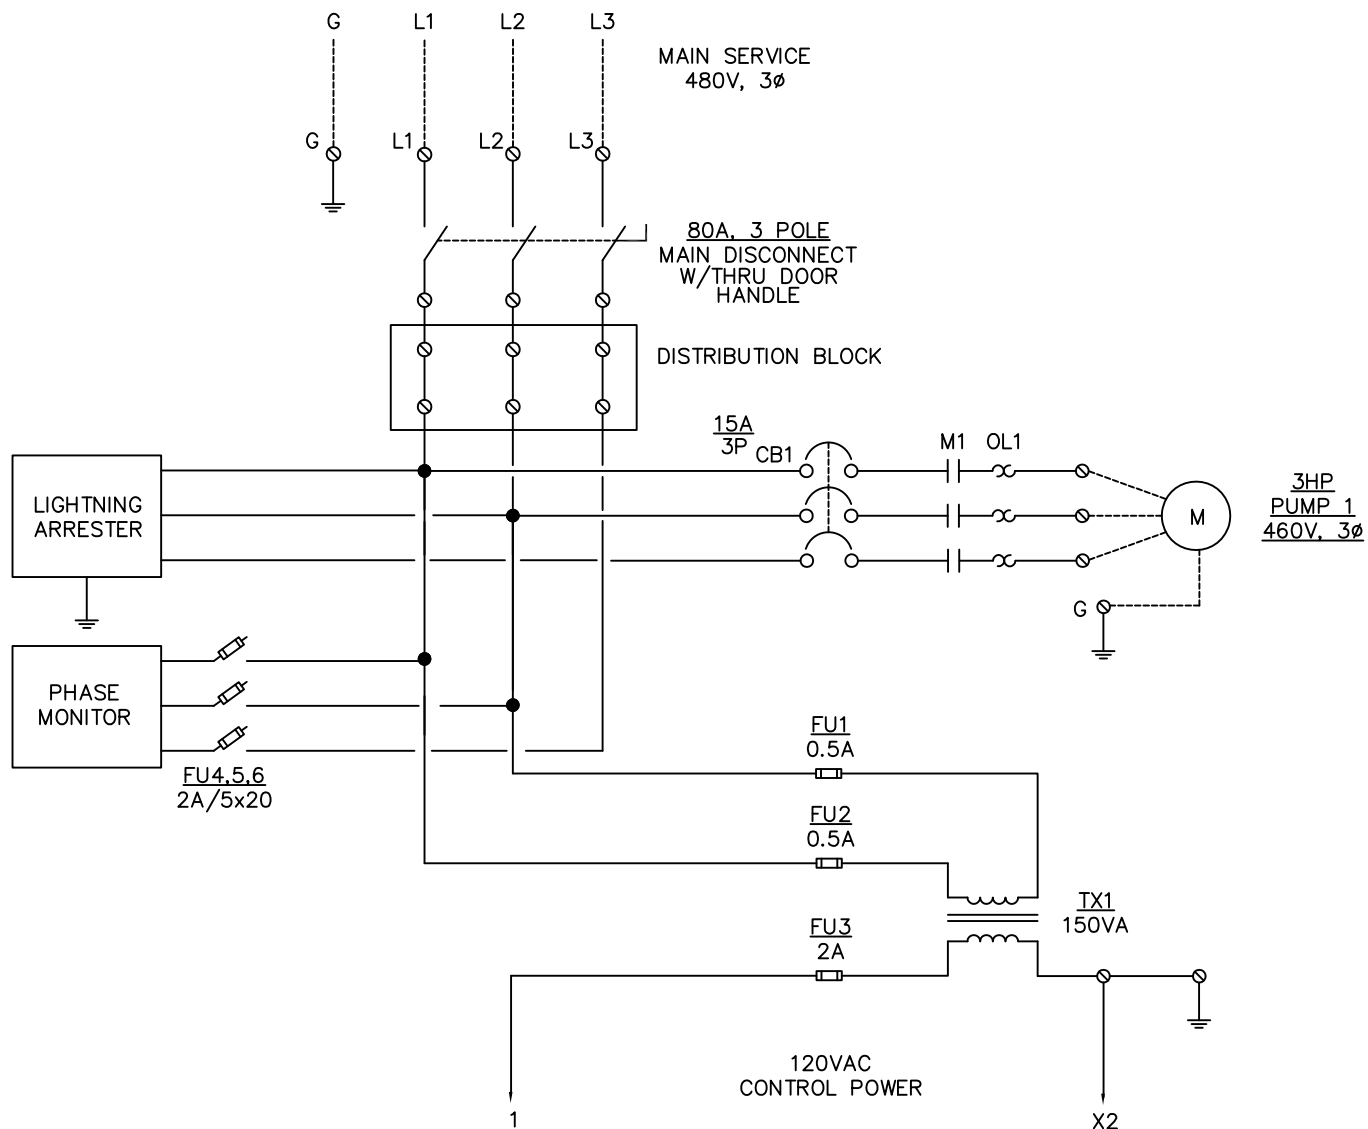 G L1 L2 L3
MAIN SERVICE
480V, 3ø
G L1 L2 L3
80A, 3 POLE
MAIN DISCONNECT
W/THRU DOOR
HANDLE
DISTRIBUTION BLOCK
15A
3P CB1
M1 OL1
LIGHTNING
ARRESTER
M
3HP
PUMP 1
460V, 3ø
G
PHASE
MONITOR
FU4,5,6
2A/5x20
FU1
0.5A
FU2
0.5A
TX1
150VA
FU3
2A
120VAC
CONTROL POWER
1
X2